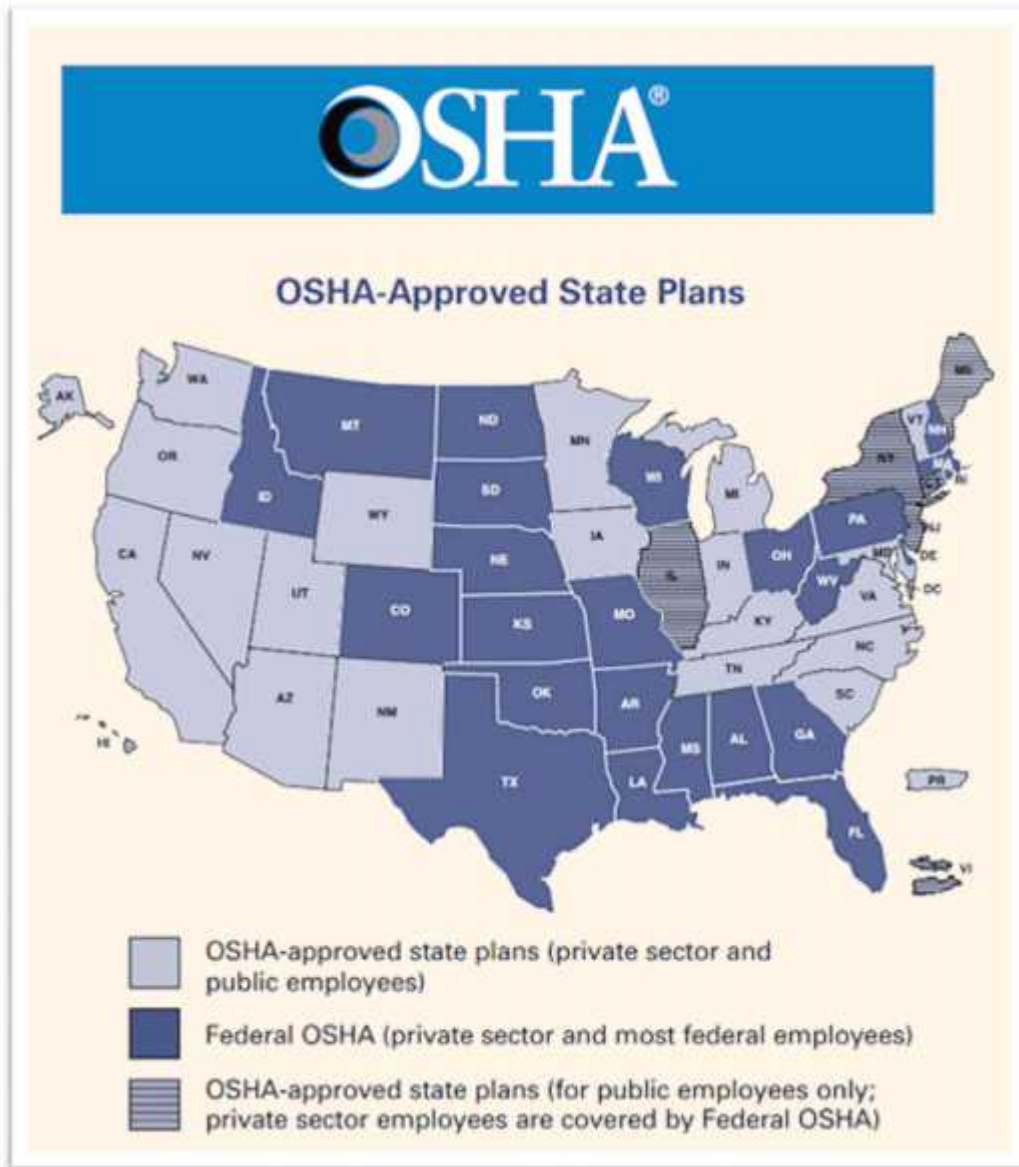 OSHA®
OSHA-Approved State Plans
AK
WA
MT
ND
MN
ME
VT
NH
OR
ID
SD
WI
MI
NY
MA
RI
CT
WY
IA
PA
NJ
CA
NV
UT
NE
IL
IN
OH
WV
MD
DE
DC
CO
KS
MO
KY
VA
AZ
NM
OK
AR
TN
NC
SC
HI
TX
LA
MS
AL
GA
PR
FL
VI
OSHA-approved state plans (private sector and
public employees)
Federal OSHA (private sector and most federal employees)
OSHA-approved state plans (for public employees only;
private sector employees are covered by Federal OSHA)